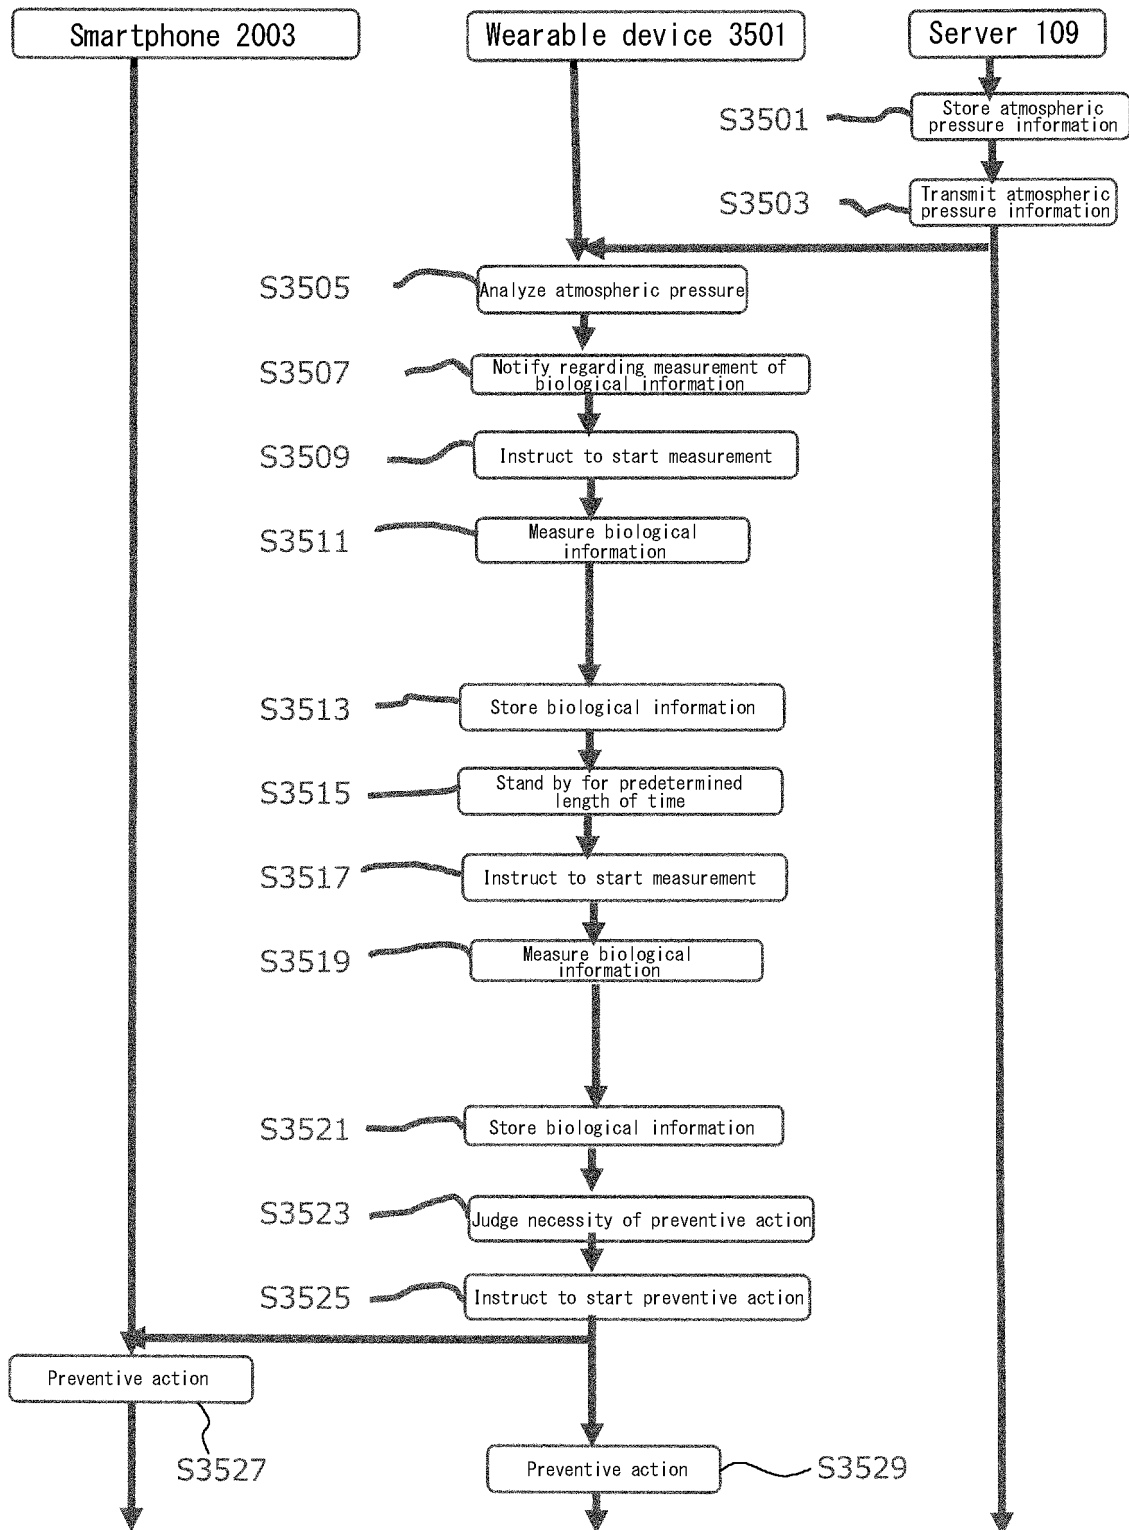 Smartphone 2003
Wearable device 3501
Server 109
S3501
Store atmospheric
pressure information
S3503
Transmit atmospheric
pressure information
S3505
Analyze atmospheric pressure
S3507
Notify regarding measurement of
biological information
S3509
Instruct to start measurement
S3511
Measure biological
information
S3513
Store biological information
S3515
Stand by for predetermined
length of time
S3517
Instruct to start measurement
S3519
Measure biological
information
S3521
Store biological information
S3523
Judge necessity of preventive action
S3525
Instruct to start preventive action
Preventive action
S3527
Preventive action
S3529